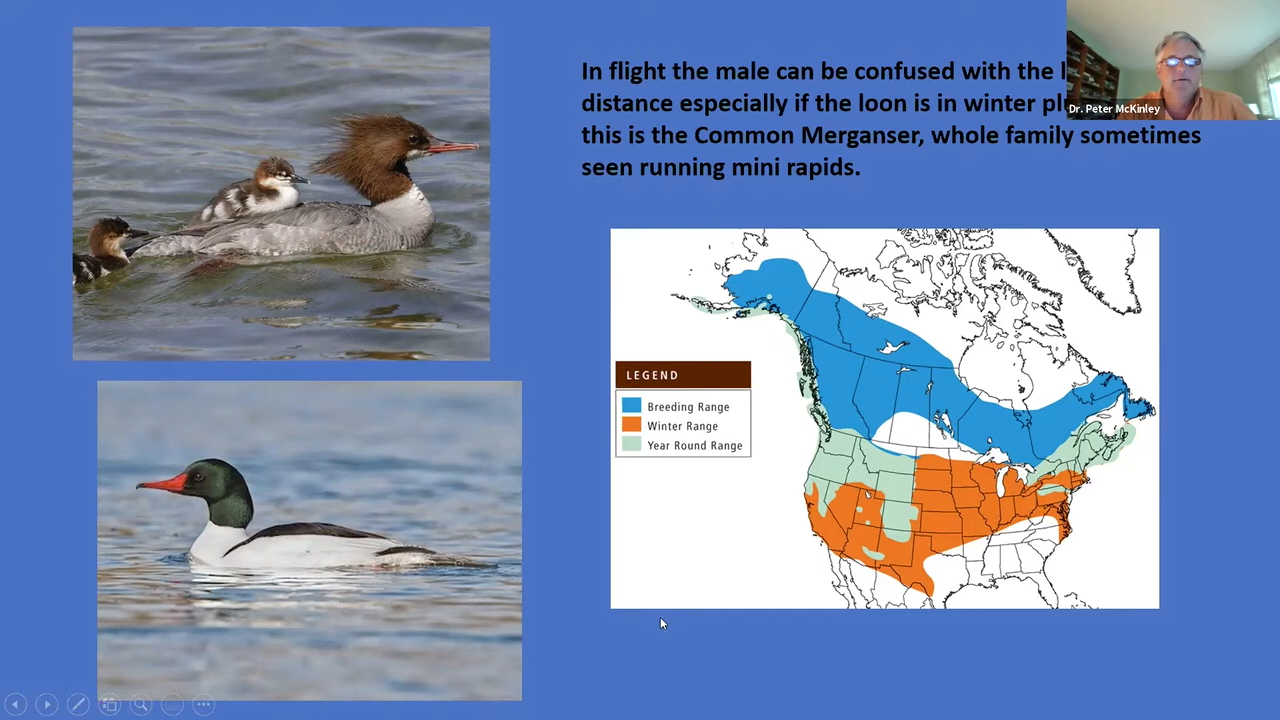 In flight the male can be confused with the
distance especially if the loon is in winter
this is the Common Merganser, whole family sometimes
seen running mini rapids.
Dr. Peter McKinley
LEGEND
Breeding Range
Winter Range
Year Round Range